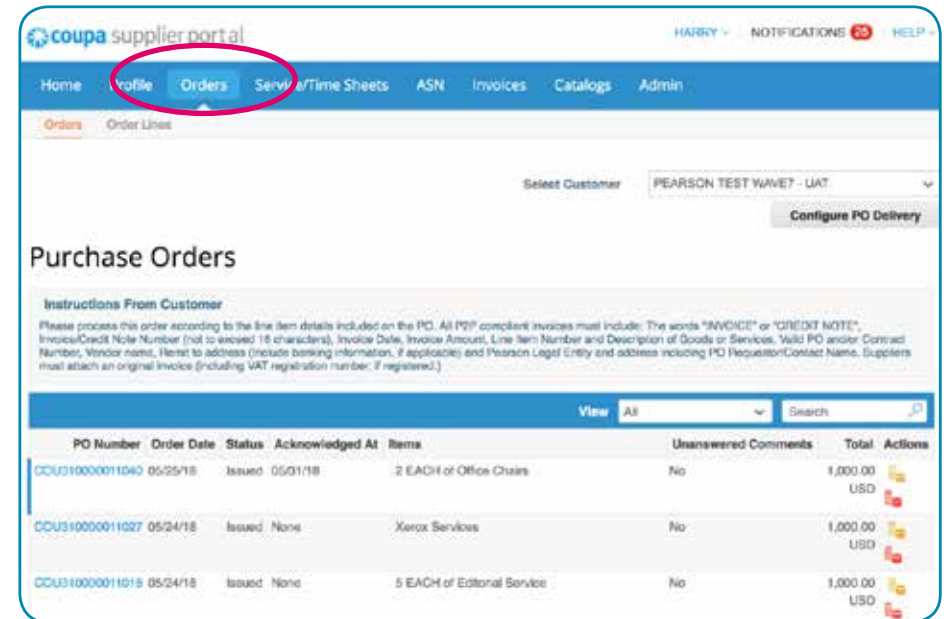 coupa supplier portal
HARRY NOTIFICATIONS 25 HELP
Home Profile Orders Service/Time Sheets ASN Invoices Catalogs Admin
Orders Order Lines
Select Customer PEARSON TEST WAVE7 - UAT
Configure PO Delivery
Purchase Orders
Instructions From Customer
Please process this order according to the line item details included on the PO. All P2P compliant invoices must include: The words "INVOICE" or "CREDIT NOTE",
Invoice/Credit Note Number (not to exceed 16 characters), Invoice Date, Invoice Amount, Line Item Number and Description of Goods or Services, Valid PO and/or Contract
Number, Vendor name, Remit to address (include banking information, if applicable) and Pearson Legal Entity and address including PO Requestor/Contact Name. Suppliers
must attach an original invoice (including VAT registration number, if registered.)
View All Search
PO Number Order Date Status Acknowledged At Items Unanswered Comments Total Actions
COU310000011040 05/25/18 Issued 05/31/18 2 EACH of Office Chairs No 1,000.00
USD
COU310000011027 05/24/18 Issued None Xerox Services No 1,000.00
USD
COU310000011018 05/24/18 Issued None 5 EACH of Editorial Service No 1,000.00
USD